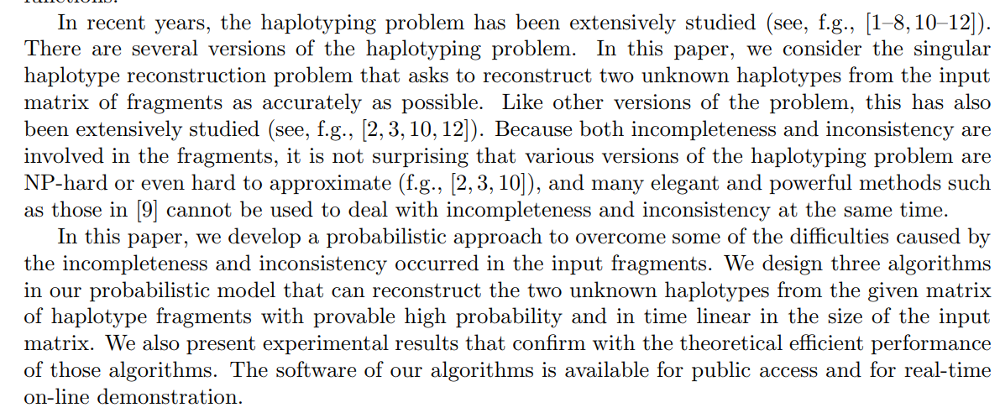 In recent years, the haplotyping problem has been extensively studied (see, f.g., [1–8, 10–12]).
There are several versions of the haplotyping problem. In this paper, we consider the singular
haplotype reconstruction problem that asks to reconstruct two unknown haplotypes from the input
matrix of fragments as accurately as possible. Like other versions of the problem, this has also
been extensively studied (see, f.g., [2, 3, 10, 12]). Because both incompleteness and inconsistency are
involved in the fragments, it is not surprising that various versions of the haplotyping problem are
NP-hard or even hard to approximate (f.g., [2, 3, 10]), and many elegant and powerful methods such
as those in [9] cannot be used to deal with incompleteness and inconsistency at the same time.
In this paper, we develop a probabilistic approach to overcome some of the difficulties caused by
the incompleteness and inconsistency occurred in the input fragments. We design three algorithms
in our probabilistic model that can reconstruct the two unknown haplotypes from the given matrix
of haplotype fragments with provable high probability and in time linear in the size of the input
matrix. We also present experimental results that confirm with the theoretical efficient performance
of those algorithms. The software of our algorithms is available for public access and for real-time
on-line demonstration.